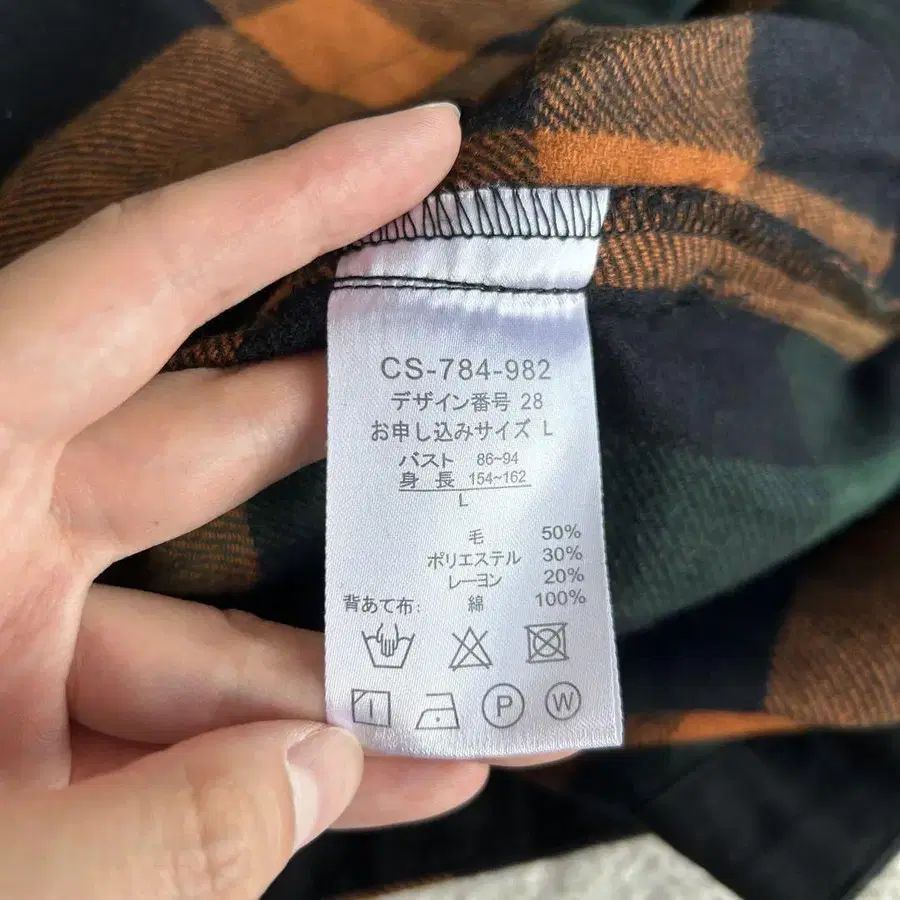 CS-784-982
デザイン番号 28
お申し込みサイズ L
バスト 86~94
身 長 154~162
L
毛 50%
ポリエステル 30%
レーヨン 20%
背あて布: 綿 100%
P W